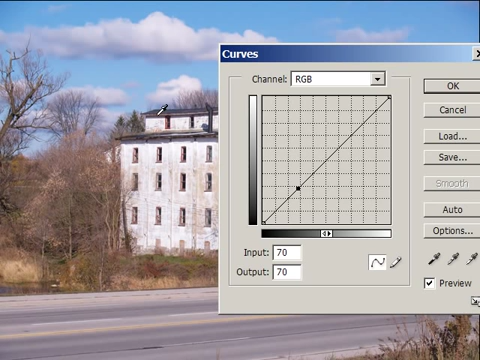 Curves
Channel: RGB
OK
Cancel
Load...
Save...
Smooth
Auto
Options...
Input: 70
Output: 70
Preview